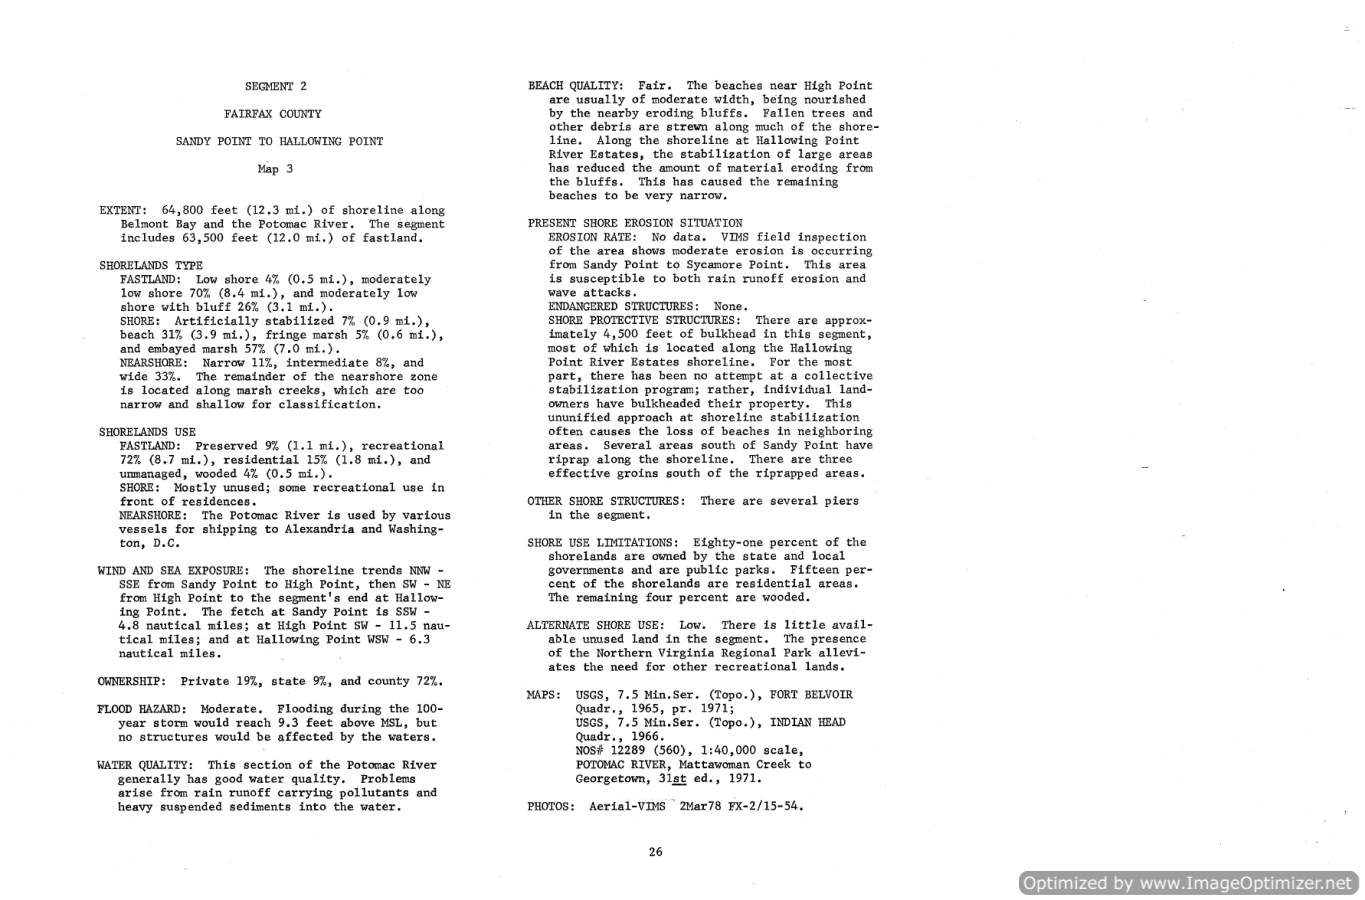 SEGMENT 2
FAIRFAX COUNTY
SANDY POINT TO HALLOWING POINT
Map 3
EXTENT: 64,800 feet (12.3 mi.) of shoreline along
Belmont Bay and the Potomac River. The segment
includes 63,500 feet (12.0 mi.) of fastland.
SHORELANDS TYPE
FASTLAND: Low shore 4% (0.5 mi.), moderately
low shore 70% (8.4 mi.), and moderately low
shore with bluff 26% (3.1 mi.).
SHORE: Artificially stabilized 7% (0.9 mi.),
beach 31% (3.9 mi.), fringe marsh 5% (0.6 mi.),
and embayed marsh 57% (7.0 mi.).
NEARSHORE: Narrow 11%, intermediate 8%, and
wide 33%. The remainder of the nearshore zone
is located along marsh creeks, which are too
narrow and shallow for classification.
SHORELANDS USE
FASTLAND: Preserved 9% (1.1 mi.), recreational
72% (8.7 mi.), residential 15% (1.8 mi.), and
unmanaged, wooded 4% (0.5 mi.).
SHORE: Mostly unused; some recreational use in
front of residences.
NEARSHORE: The Potomac River is used by various
vessels for shipping to Alexandria and Washing-
ton, D.C.
WIND AND SEA EXPOSURE: The shoreline trends NNW -
SSE from Sandy Point to High Point, then SW - NE
from High Point to the segment's end at Hallow-
ing Point. The fetch at Sandy Point is SSW -
4.8 nautical miles; at High Point SW - 11.5 nau-
tical miles; and at Hallowing Point WSW - 6.3
nautical miles.
OWNERSHIP: Private 19%, state 9%, and county 72%.
FLOOD HAZARD: Moderate. Flooding during the 100-
year storm would reach 9.3 feet above MSL, but
no structures would be affected by the waters.
WATER QUALITY: This section of the Potomac River
generally has good water quality. Problems
arise from rain runoff carrying pollutants and
heavy suspended sediments into the water.
BEACH QUALITY: Fair. The beaches near High Point
are usually of moderate width, being nourished
by the nearby eroding bluffs. Fallen trees and
other debris are strewn along much of the shore-
line. Along the shoreline at Hallowing Point
River Estates, the stabilization of large areas
has reduced the amount of material eroding from
the bluffs. This has caused the remaining
beaches to be very narrow.
PRESENT SHORE EROSION SITUATION
EROSION RATE: No data. VIMS field inspection
of the area shows moderate erosion is occurring
from Sandy Point to Sycamore Point. This area
is susceptible to both rain runoff erosion and
wave attacks.
ENDANGERED STRUCTURES: None.
SHORE PROTECTIVE STRUCTURES: There are approx-
imately 4,500 feet of bulkhead in this segment,
most of which is located along the Hallowing
Point River Estates shoreline. For the most
part, there has been no attempt at a collective
stabilization program; rather, individual land-
owners have bulkheaded their property. This
ununified approach at shoreline stabilization
often causes the loss of beaches in neighboring
areas. Several areas south of Sandy Point have
riprap along the shoreline. There are three
effective groins south of the riprapped areas.
OTHER SHORE STRUCTURES: There are several piers
in the segment.
SHORE USE LIMITATIONS: Eighty-one percent of the
shorelands are owned by the state and local
governments and are public parks. Fifteen per-
cent of the shorelands are residential areas.
The remaining four percent are wooded.
ALTERNATE SHORE USE: Low. There is little avail-
able unused land in the segment. The presence
of the Northern Virginia Regional Park allevi-
ates the need for other recreational lands.
MAPS: USGS, 7.5 Min.Ser. (Topo.), FORT BELVOIR
Quadr., 1965, pr. 1971;
USGS, 7.5 Min.Ser. (Topo.), INDIAN HEAD
Quadr., 1966.
NOS# 12289 (560), 1:40,000 scale,
POTOMAC RIVER, Mattawoman Creek to
Georgetown, 31st ed., 1971.
PHOTOS: Aerial-VIMS 2Mar78 FX-2/15-54.
26
Optimized by www.ImageOptimizer.net